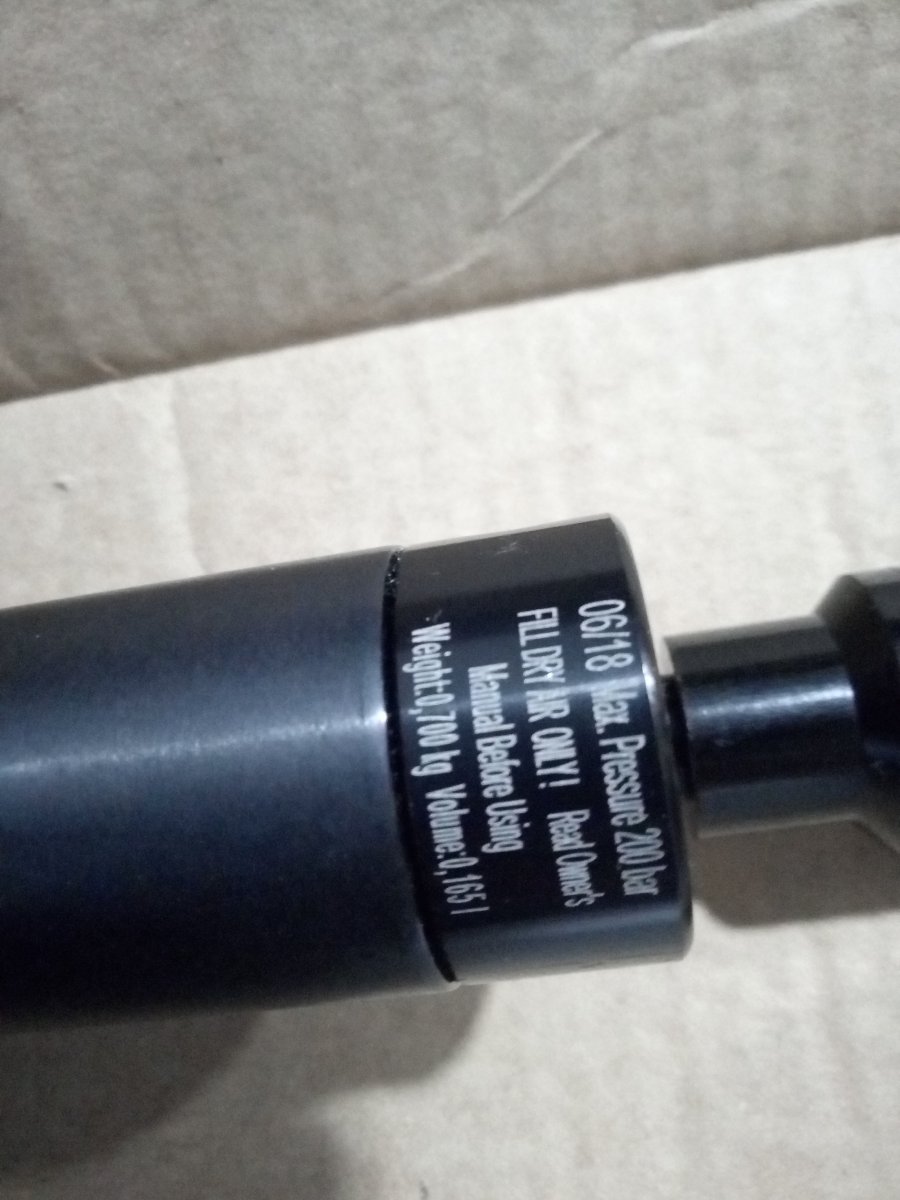 06/18 Max. Pressure 200 bar
FILL DRY AIR ONLY! Read Owner's
Manual Before Using
Weight:0,700 kg Volume:0,165 l